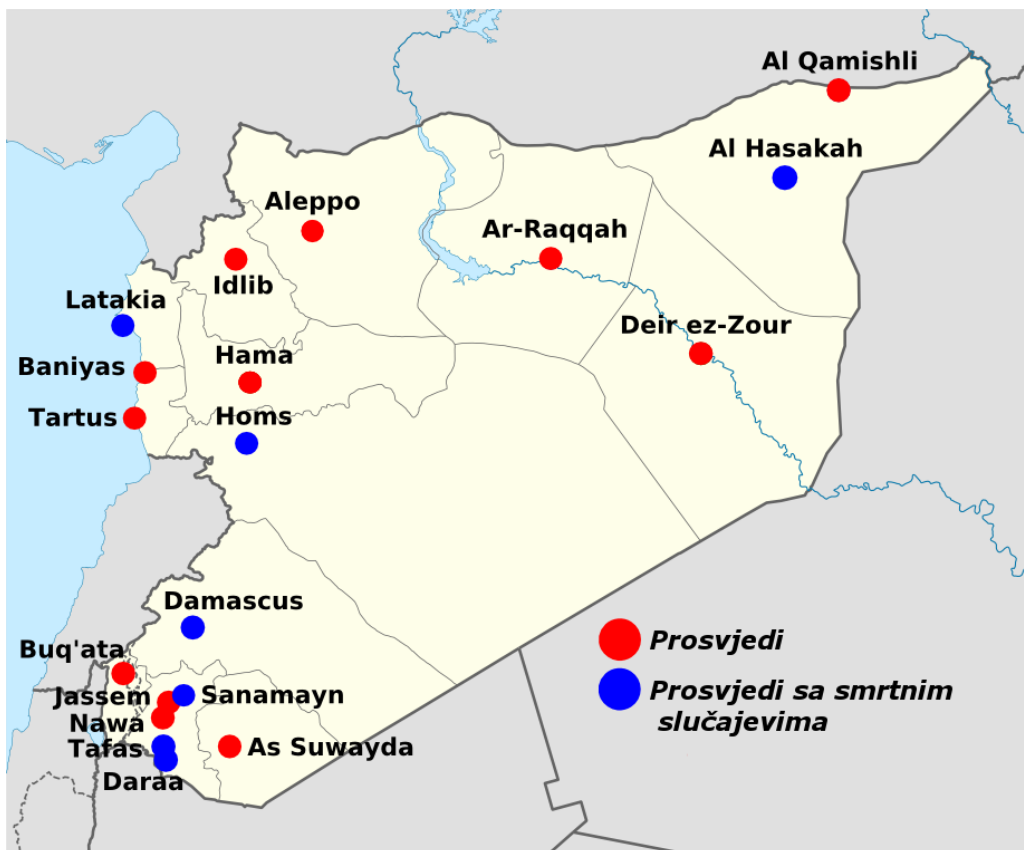 Al Qamishli
Al Hasakah
Aleppo
Ar-Raqqah
Idlib
Latakia
Deir ez-Zour
Hama
Baniyas
Tartus
Homs
Damascus
Prosvjedi
Buq'ata
Prosvjedi sa smrtnim
slučajevima
Jassem
Sanamayn
Nawa
Tafas
As Suwayda
Daraa